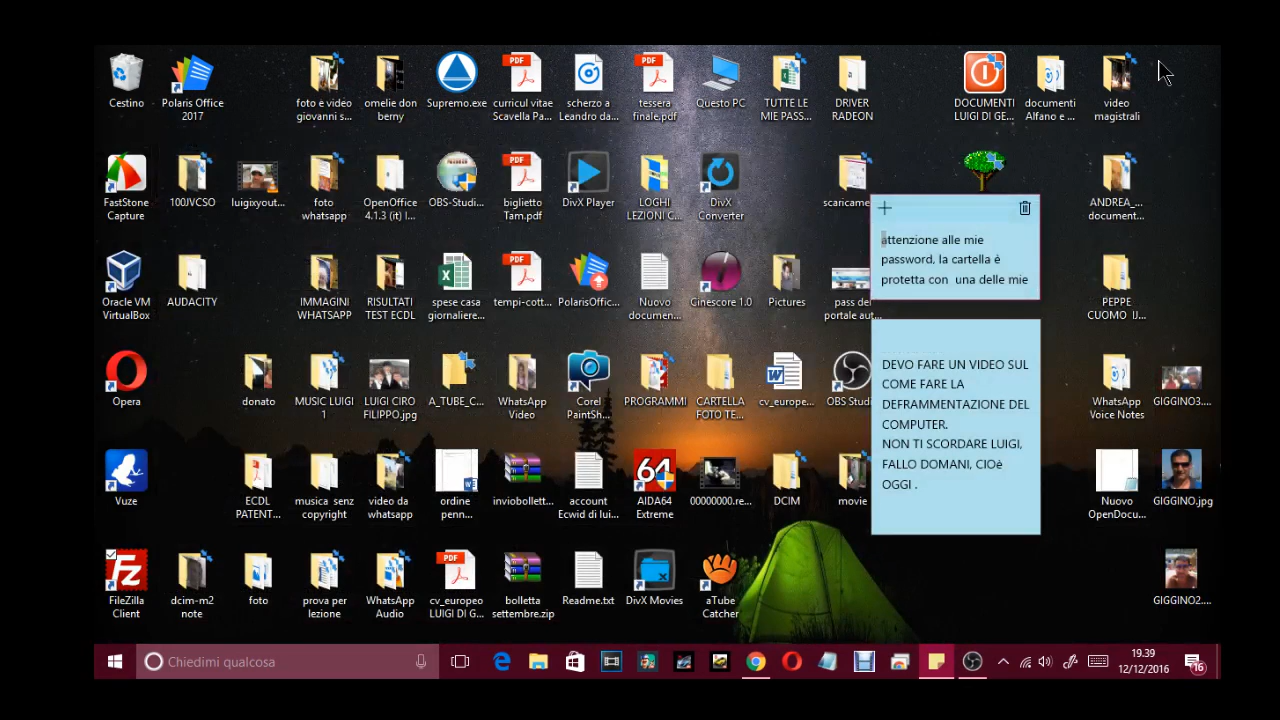 Cestino
Polaris Office
2017
foto e video
giovanni s...
omelie don
berny
Supremo.exe
curricul vitae
Scavella Pa...
scherzo a
Leandro da...
tessera
finale.pdf
Questo PC
TUTTE LE
MIE PASS...
DRIVER
RADEON
DOCUMENTI
LUIGI DI GE...
documenti
Alfano e ...
video
magistrali
FastStone
Capture
100JVCSO
luigixyout...
foto
whatsapp
OpenOffice
4.1.3 (it) I...
OBS-Studi...
biglietto
Tam.pdf
DivX Player
LOGHI
LEZIONI C...
DivX
Converter
scaricame...
ANDREA_...
document...
+
attenzione alle mie
password, la cartella è
protetta con una delle mie
Oracle VM
VirtualBox
AUDACITY
IMMAGINI
WHATSAPP
RISULTATI
TEST ECDL
spese casa
giornaliere...
tempi-cott...
PolarisOffic...
Nuovo
documen...
Cinescore 1.0
Pictures
pass del
portale aut...
PEPPE
CUOMO IJ...
DEVO FARE UN VIDEO SUL
COME FARE LA
DEFRAMMENTAZIONE DEL
COMPUTER.
NON TI SCORDARE LUIGI,
FALLO DOMANI, CIOè
OGGI .
Opera
donato
MUSIC LUIGI
1
LUIGI CIRO
FILIPPO.jpg
A_TUBE_C...
WhatsApp
Video
Corel
PaintSh...
PROGRAMMI
CARTELLA
FOTO TE...
cv_europe...
OBS Studi
WhatsApp
Voice Notes
GIGGINO3....
Vuze
ECDL
PATENT...
musica senz
copyright
video da
whatsapp
ordine
penn...
inviobollett...
account
Ecwid di lui...
64
AIDA64
Extreme
00000000.re...
DCIM
movie
Nuovo
OpenDocu...
GIGGINO.jpg
Fz
FileZilla
Client
dcim-m2
note
foto
prova per
lezione
WhatsApp
Audio
PDF
cv_europeo
LUIGI DI G...
bolletta
settembre.zip
Readme.txt
DivX Movies
aTube
Catcher
GIGGINO2....
Chiedimi qualcosa
19.39
12/12/2016
16